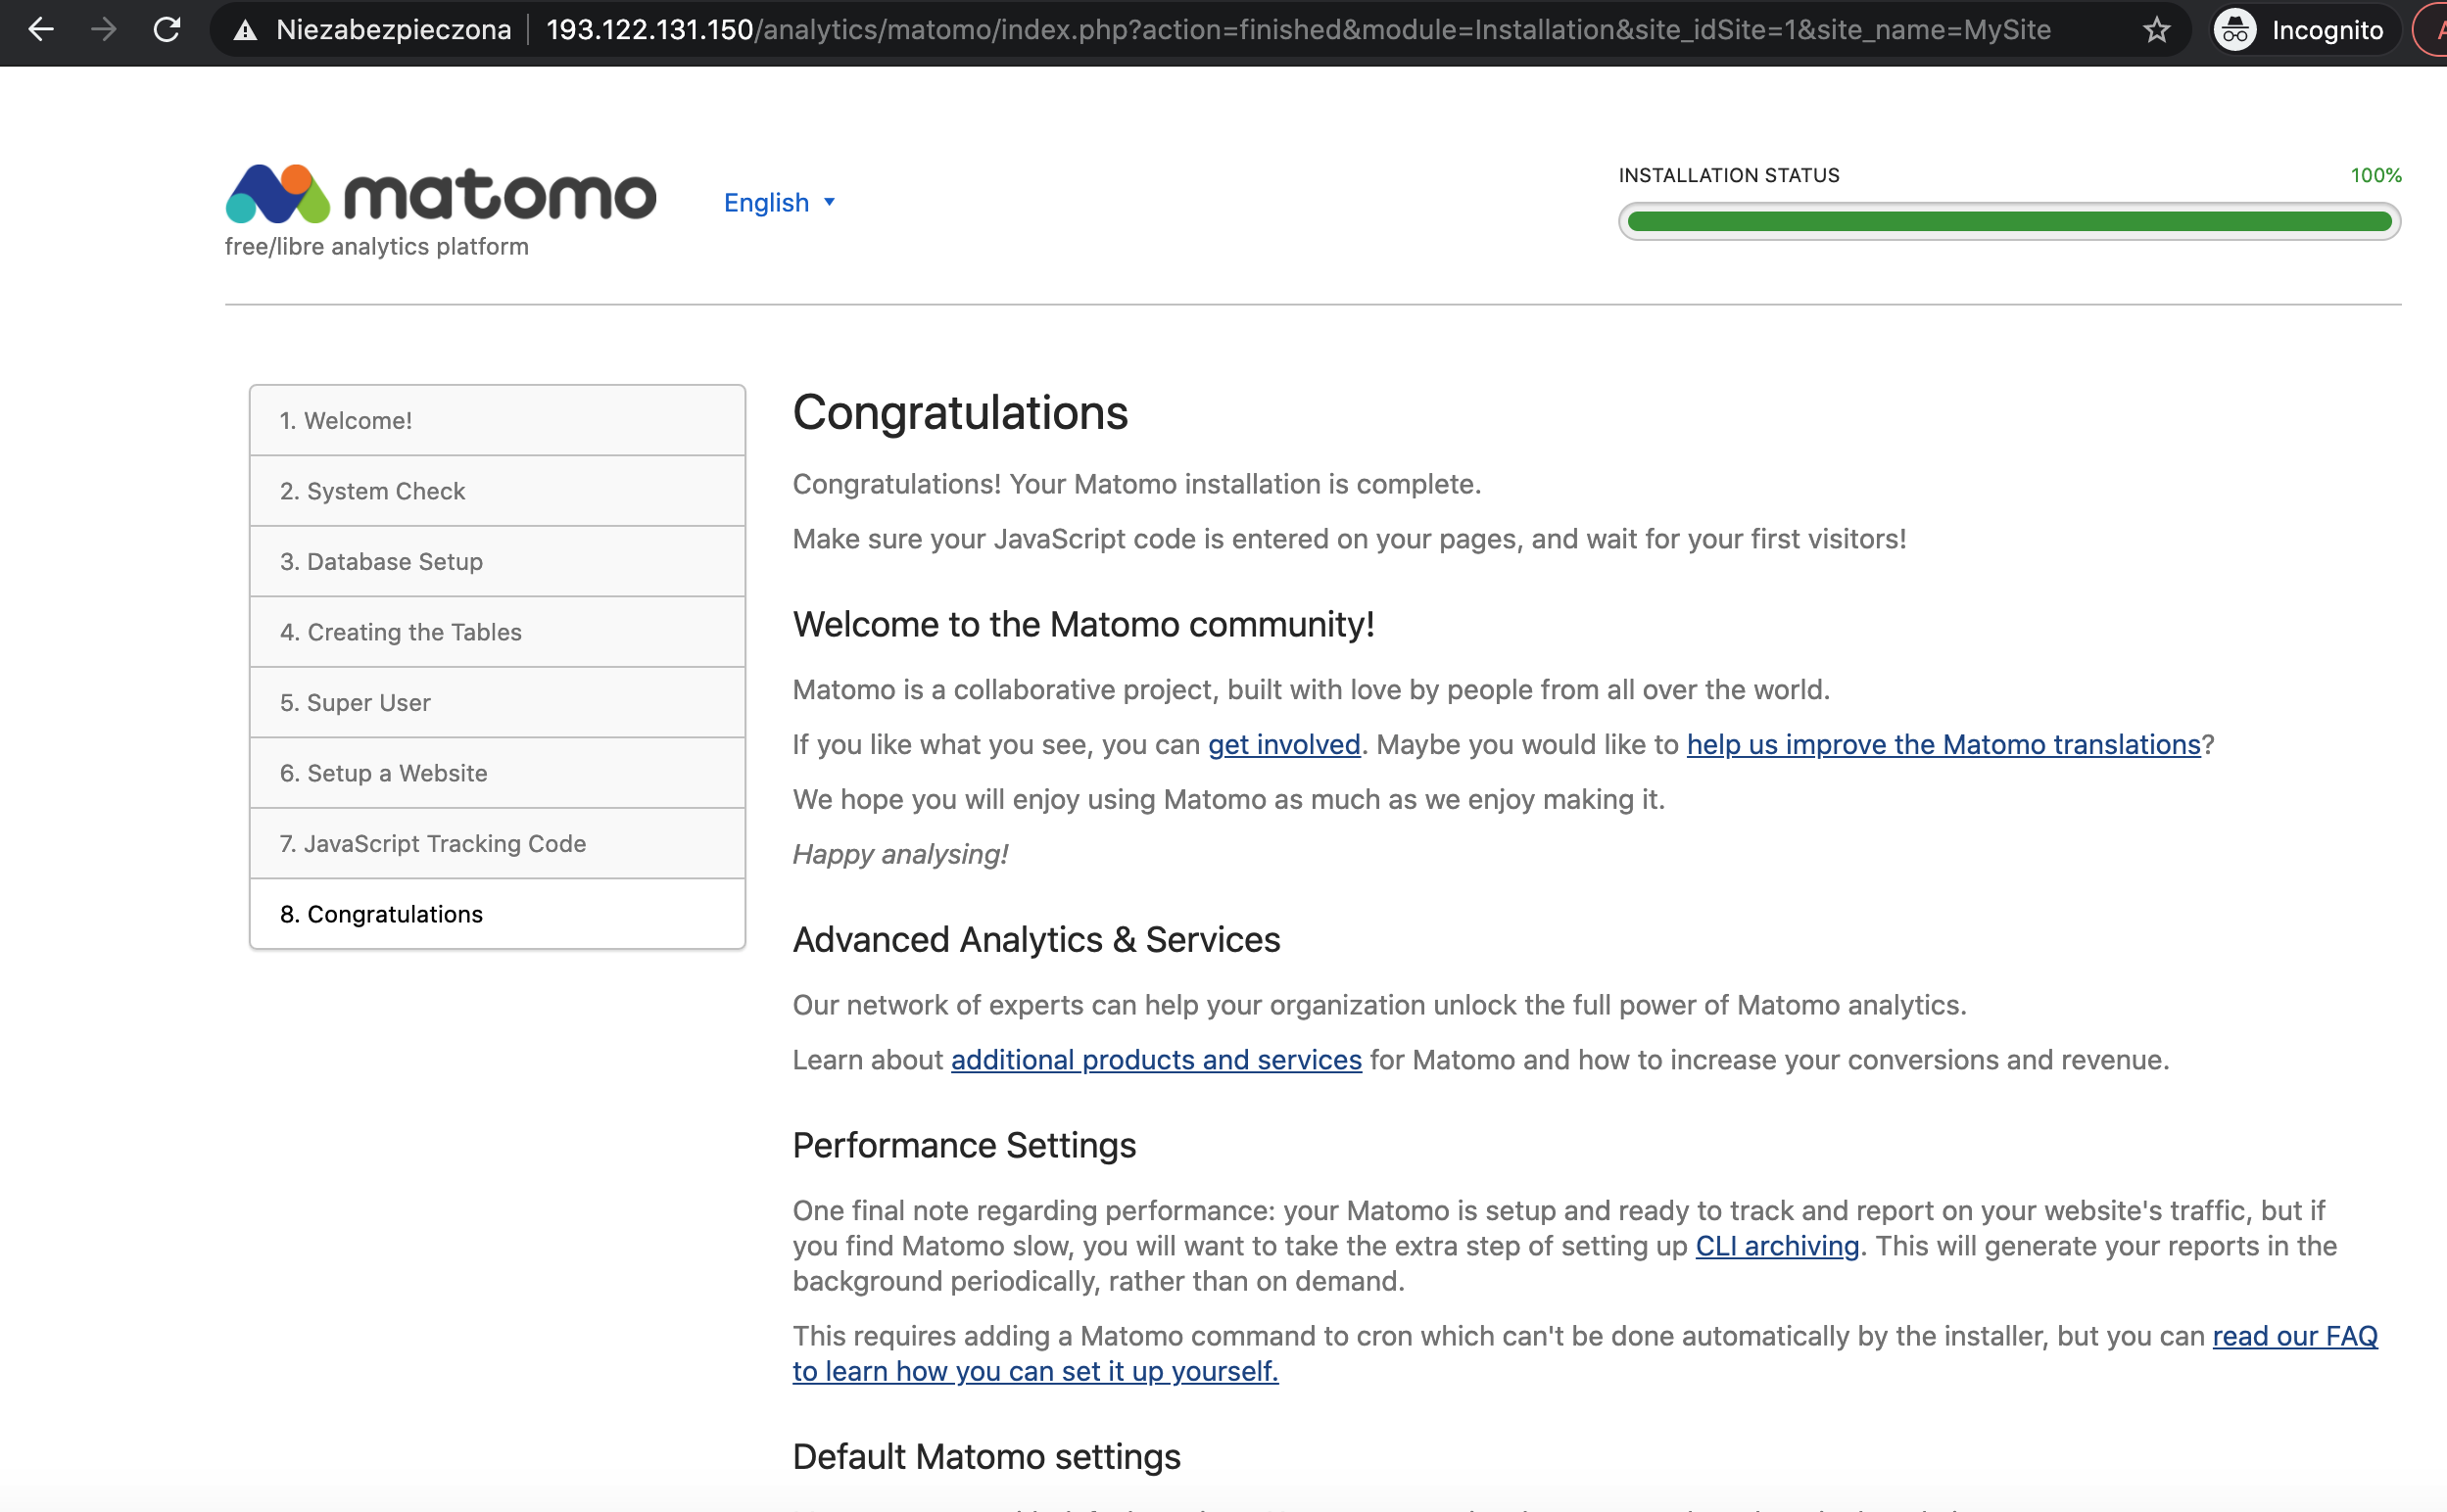 Niezabezpieczona
193.122.131.150/analytics/matomo/index.php?action=finished&module=Installation&site_idSite=1&site_name=MySite
Incognito
matomo
free/libre analytics platform
English
INSTALLATION STATUS
100%
1. Welcome!
2. System Check
3. Database Setup
4. Creating the Tables
5. Super User
6. Setup a Website
7. JavaScript Tracking Code
8. Congratulations
Congratulations
Congratulations! Your Matomo installation is complete.
Make sure your JavaScript code is entered on your pages, and wait for your first visitors!
Welcome to the Matomo community!
Matomo is a collaborative project, built with love by people from all over the world.
If you like what you see, you can get involved. Maybe you would like to help us improve the Matomo translations?
We hope you will enjoy using Matomo as much as we enjoy making it.
Happy analysing!
Advanced Analytics & Services
Our network of experts can help your organization unlock the full power of Matomo analytics.
Learn about additional products and services for Matomo and how to increase your conversions and revenue.
Performance Settings
One final note regarding performance: your Matomo is setup and ready to track and report on your website's traffic, but if
you find Matomo slow, you will want to take the extra step of setting up CLI archiving. This will generate your reports in the
background periodically, rather than on demand.
This requires adding a Matomo command to cron which can't be done automatically by the installer, but you can read our FAQ
to learn how you can set it up yourself.
Default Matomo settings